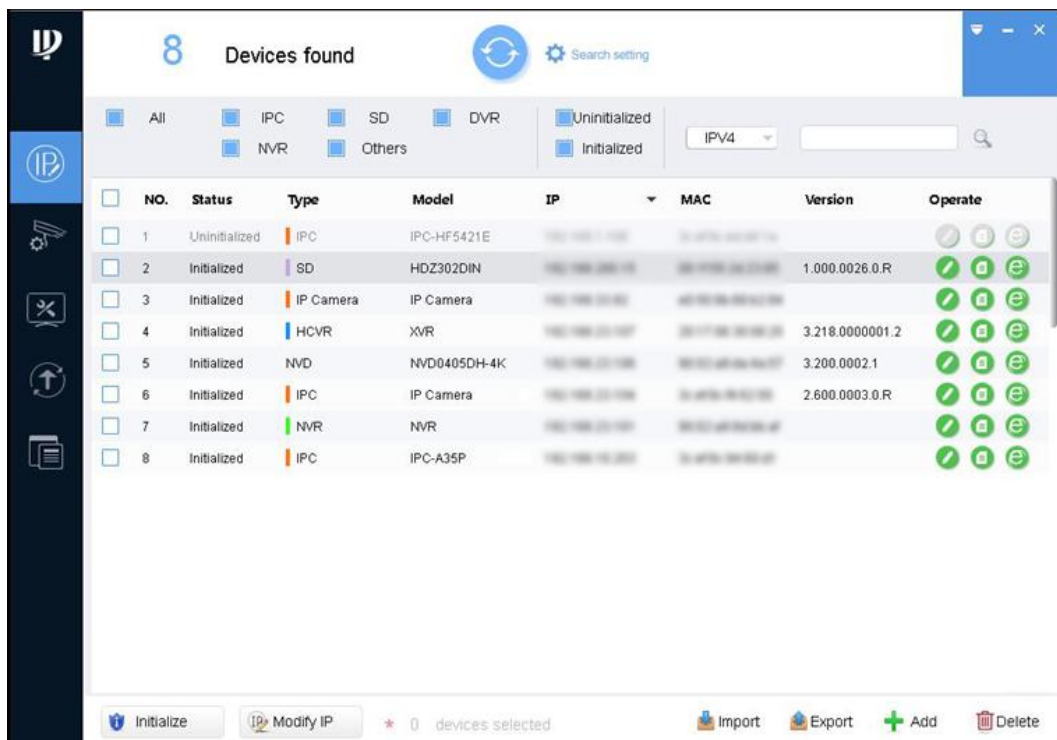 8 Devices found Search setting
All IPC SD DVR Uninitialized
NVR Others Initialized
IPV4
NO. Status Type Model IP MAC Version Operate
1 Uninitialized IPC IPC-HF5421E
2 Initialized SD HDZ302DIN 1.000.0026.0.R
3 Initialized IP Camera IP Camera
4 Initialized HCVR XVR 3.218.0000001.2
5 Initialized NVD NVD0405DH-4K 3.200.0002.1
6 Initialized IPC IP Camera 2.600.0003.0.R
7 Initialized NVR NVR
8 Initialized IPC IPC-A35P
Initialize Modify IP * 0 devices selected Import Export Add Delete